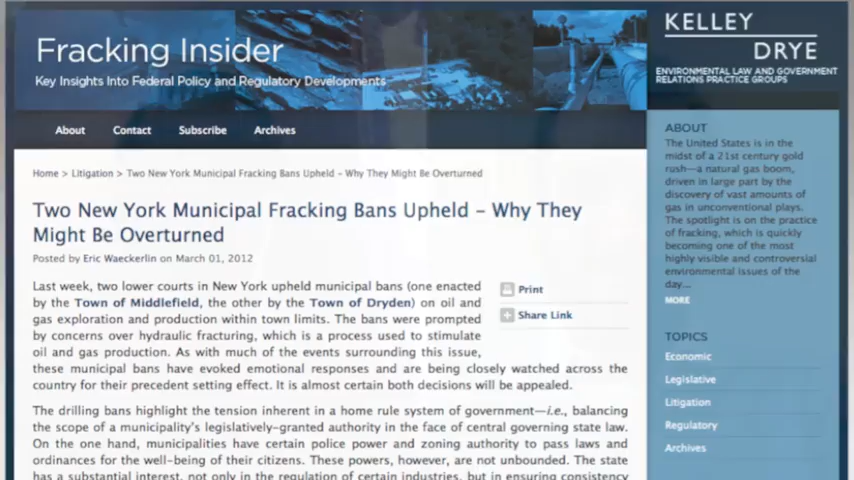 Fracking Insider
Key Insights Into Federal Policy and Regulatory Developments
KELLEY
DRYE
ENVIRONMENTAL LAW AND GOVERNMENT
RELATIONS PRACTICE GROUPS
About Contact Subscribe Archives
Home > Litigation > Two New York Municipal Fracking Bans Upheld – Why They Might Be Overturned
Two New York Municipal Fracking Bans Upheld – Why They
Might Be Overturned
Posted by Eric Waeckerlin on March 01, 2012
Last week, two lower courts in New York upheld municipal bans (one enacted
by the Town of Middlefield, the other by the Town of Dryden) on oil and
gas exploration and production within town limits. The bans were prompted
by concerns over hydraulic fracturing, which is a process used to stimulate
oil and gas production. As with much of the events surrounding this issue,
these municipal bans have evoked emotional responses and are being closely watched across the
country for their precedent setting effect. It is almost certain both decisions will be appealed.
Print
Share Link
The drilling bans highlight the tension inherent in a home rule system of government—i.e., balancing
the scope of a municipality's legislatively-granted authority in the face of central governing state law.
On the one hand, municipalities have certain police power and zoning authority to pass laws and
ordinances for the well-being of their citizens. These powers, however, are not unbounded. The state
has a substantial interest, not only in the regulation of certain industries, but in ensuring consistency
ABOUT
The United States is in the
midst of a 21st century gold
rush—a natural gas boom,
driven in large part by the
discovery of vast amounts of
gas in unconventional plays.
The spotlight is on the practice
of fracking, which is quickly
becoming one of the most
highly visible and controversial
environmental issues of the
day...
MORE
TOPICS
Economic
Legislative
Litigation
Regulatory
Archives